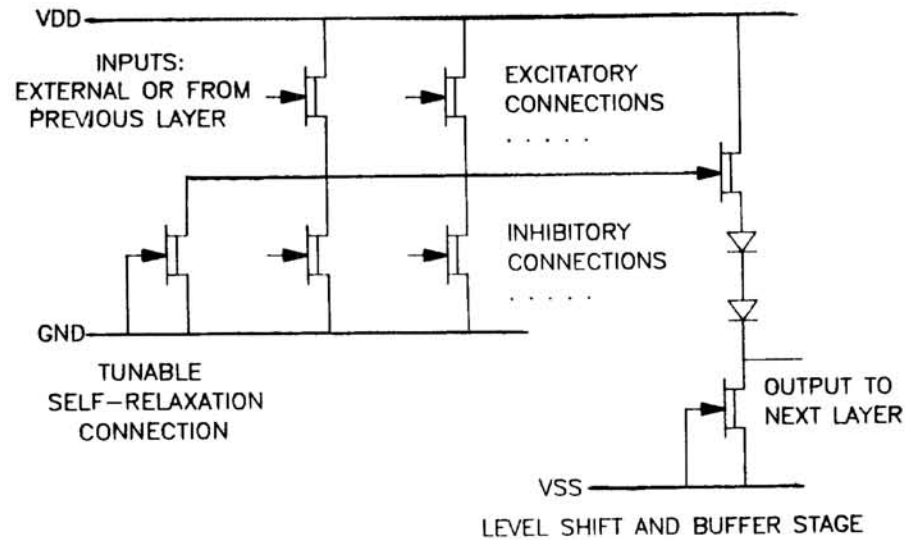 VDD
INPUTS:
EXTERNAL OR FROM
PREVIOUS LAYER
EXCITATORY
CONNECTIONS
. . . . .
INHIBITORY
CONNECTIONS
. . . . .
GND
TUNABLE
SELF-RELAXATION
CONNECTION
OUTPUT TO
NEXT LAYER
VSS
LEVEL SHIFT AND BUFFER STAGE